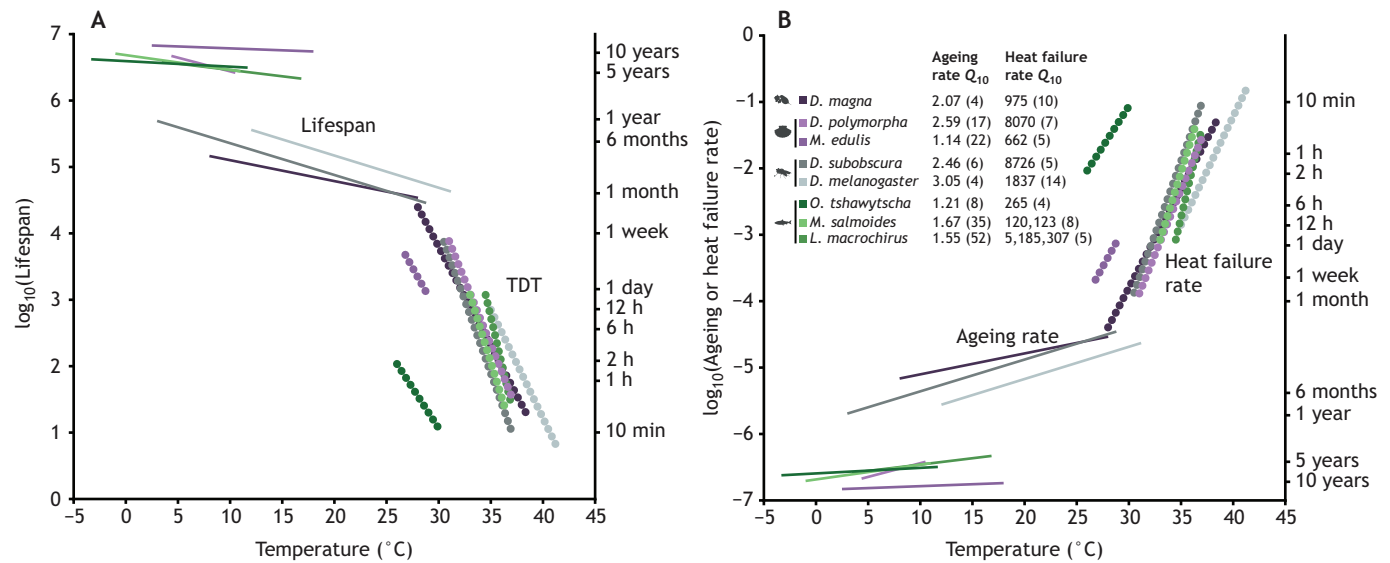 A
7
6
5
4
3
2
1
0
log10(Lifespan)
Lifespan
TDT
10 years
5 years
1 year
6 months
1 month
1 week
1 day
12 h
6 h
2 h
1 h
10 min
−5 0 5 10 15 20 25 30 35 40 45
Temperature (°C)
B
0
−1
−2
−3
−4
−5
−6
−7
log10(Ageing or heat failure rate)
Ageing Heat failure
rate Q10 rate Q10
D. magna 2.07 (4) 975 (10)
D. polymorpha 2.59 (17) 8070 (7)
M. edulis 1.14 (22) 662 (5)
D. subobscura 2.46 (6) 8726 (5)
D. melanogaster 3.05 (4) 1837 (14)
O. tshawytscha 1.21 (8) 265 (4)
M. salmoides 1.67 (35) 120,123 (8)
L. macrochirus 1.55 (52) 5,185,307 (5)
Heat failure
rate
Ageing rate
10 min
1 h
2 h
6 h
12 h
1 day
1 week
1 month
6 months
1 year
5 years
10 years
−5 0 5 10 15 20 25 30 35 40 45
Temperature (°C)